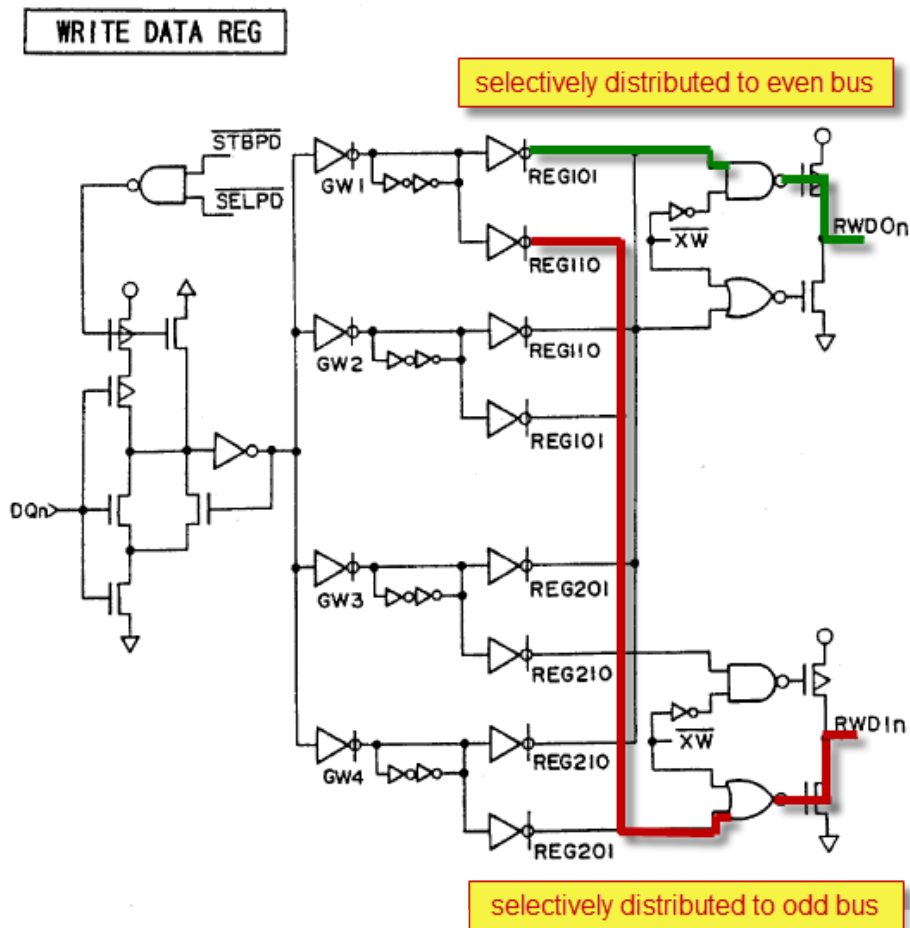 WRITE DATA REG
selectively distributed to even bus
STBPD
SELPD
GW1
REG101
REG110
XW
RWD0n
GW2
REG110
REG101
DQn
GW3
REG201
REG210
GW4
REG210
REG201
XW
RWD1n
selectively distributed to odd bus